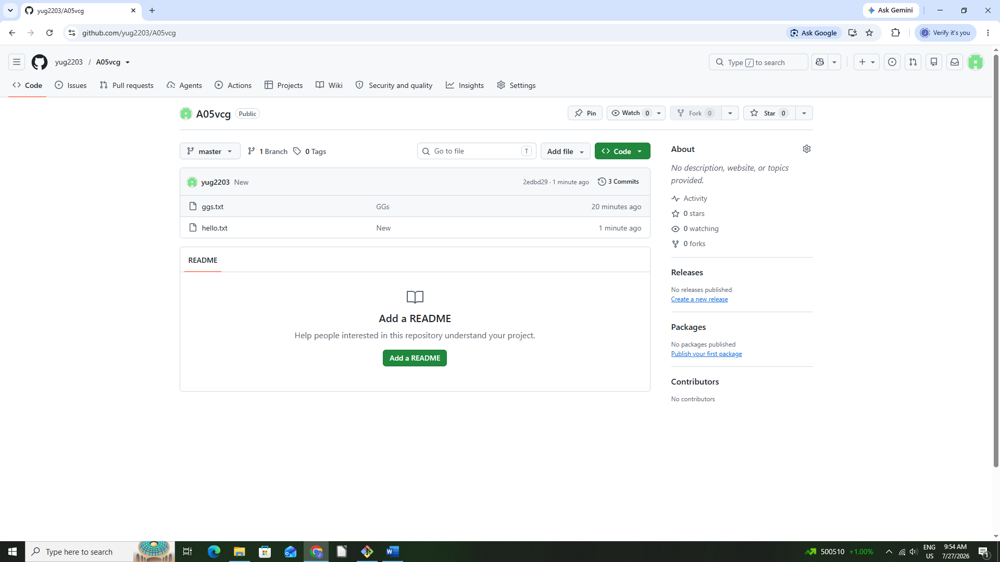 yug2203/A05vcg
Ask Gemini
github.com/yug2203/A05vcg
Ask Google
J
Verify it's you
yug2203 / A05vcg
Type / to search
Code
Issues
Pull requests
Agents
Actions
Projects
Wiki
Security and quality
Insights
Settings
A05vcg Public
Pin
Watch 0
Fork 0
Star 0
master
1 Branch
0 Tags
Go to file T
Add file
Code
yug2203 New 2edbd29 · 1 minute ago 3 Commits
ggs.txt GGs 20 minutes ago
hello.txt New 1 minute ago
README
Add a README
Help people interested in this repository understand your project.
Add a README
About
No description, website, or topics
provided.
Activity
0 stars
0 watching
0 forks
Releases
No releases published
Create a new release
Packages
No packages published
Publish your first package
Contributors
No contributors
Type here to search
J
W
500510 +1.00%
ENG
US
9:54 AM
7/27/2026
1